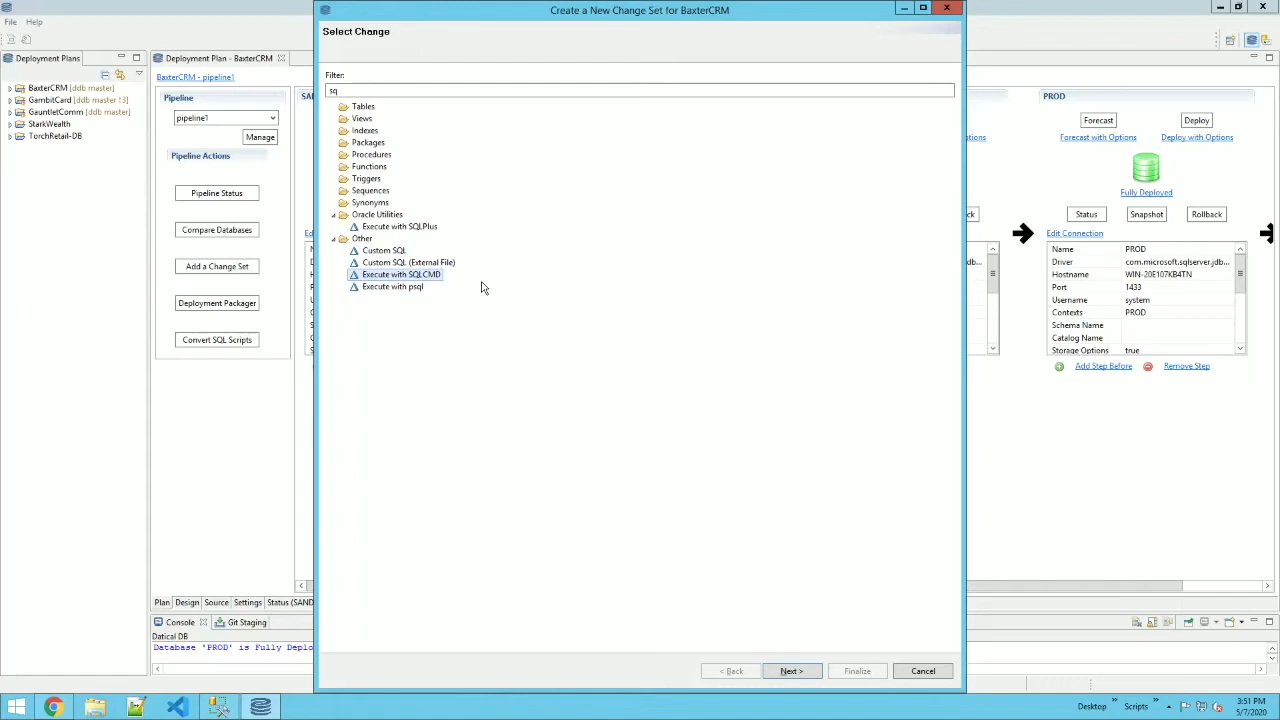 Create a New Change Set for BaxterCRM
File Help
Select Change
Deployment Plans
Deployment Plan - BaxterCRM
BaxterCRM - pipeline1
Filter:
sq
BaxterCRM [ddb master]
GambitCard [ddb master 13]
GauntletComm [ddb master]
StarkWealth
TorchRetail-DB
Pipeline
pipeline1
Manage
Pipeline Actions
Pipeline Status
Compare Databases
Add a Change Set
Deployment Packager
Convert SQL Scripts
Tables
Views
Indexes
Packages
Procedures
Functions
Triggers
Sequences
Synonyms
Oracle Utilities
Execute with SQLPlus
Other
Custom SQL
Custom SQL (External File)
Execute with SQLCMD
Execute with psql
PROD
Forecast
Deploy
Forecast with Options
Deploy with Options
Fully Deployed
Status
Snapshot
Rollback
Edit Connection
Name PROD
Driver com.microsoft.sqlserver.jdb...
Hostname WIN-20E107KB4TN
Port 1433
Username system
Contexts PROD
Schema Name
Catalog Name
Storage Options true
Add Step Before
Remove Step
Plan Design Source Settings Status (SAND
Console
Git Staging
Datical DB
Database 'PROD' is Fully Deplo
< Back
Next >
Finalize
Cancel
Desktop
Scripts
3:51 PM
5/7/2020